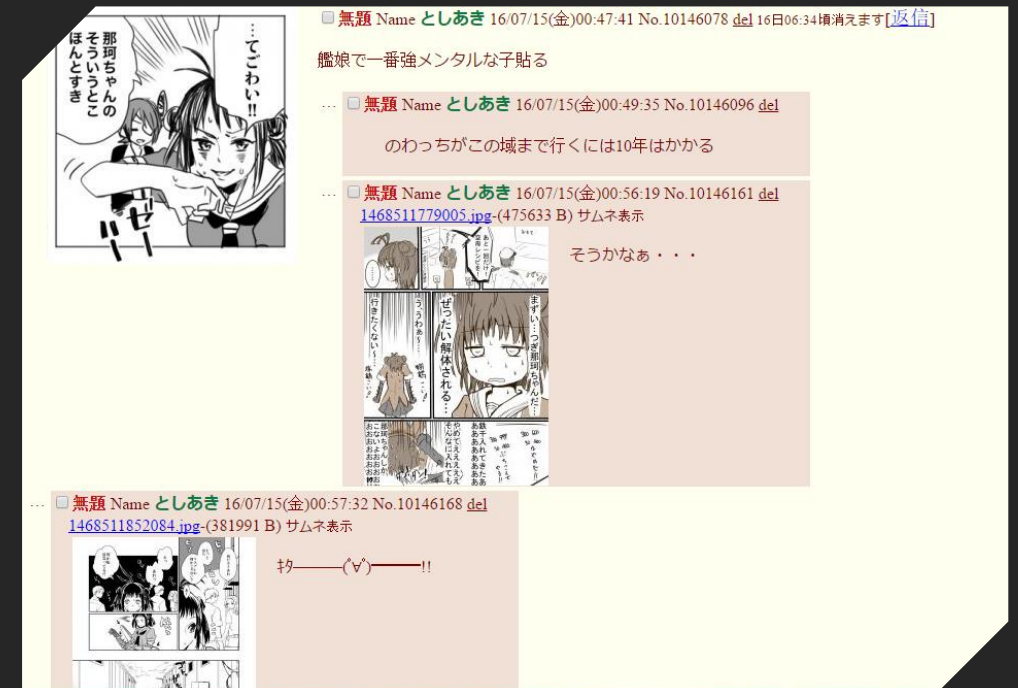 無題 Name としあき 16/07/15(金)00:47:41 No.10146078 del 16日06:34頃消えます[返信]
…てごわい!!
那珂ちゃんの
そういうとこ
ほんとすき
ゼー
艦娘で一番強メンタルな子貼る
… 無題 Name としあき 16/07/15(金)00:49:35 No.10146096 del
のわっちがこの域まで行くには10年はかかる
… 無題 Name としあき 16/07/15(金)00:56:19 No.10146161 del
1468511779005.jpg-(475633 B) サムネ表示
そうかなぁ・・・
まずい…つぎ那珂ちゃんだ…
ぜったい解体される…
う、うわぁ〜…
行きたくない〜…
… 無題 Name としあき 16/07/15(金)00:57:32 No.10146168 del
1468511852084.jpg-(381991 B) サムネ表示
ｷﾀ━━━(ﾟ∀ﾟ)━━━!!